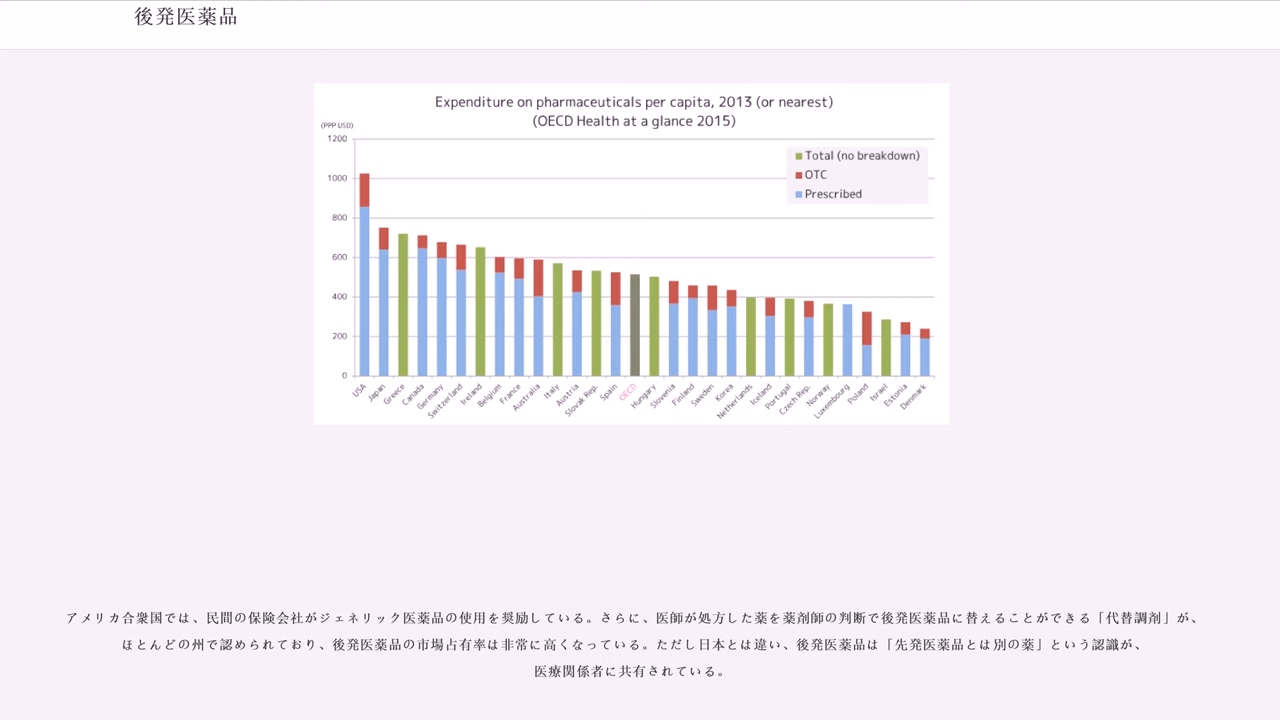 後発医薬品
Expenditure on pharmaceuticals per capita, 2013 (or nearest)
(OECD Health at a glance 2015)
(PPP USD)
1200
1000
800
600
400
200
0
Total (no breakdown)
OTC
Prescribed
USA
Japan
Greece
Canada
Germany
Switzerland
Ireland
Belgium
France
Australia
Italy
Austria
Slovak Rep.
Spain
OECD
Hungary
Slovenia
Finland
Sweden
Korea
Netherlands
Iceland
Portugal
Czech Rep.
Norway
Luxembourg
Poland
Israel
Estonia
Denmark
アメリカ合衆国では、民間の保険会社がジェネリック医薬品の使用を奨励している。さらに、医師が処方した薬を薬剤師の判断で後発医薬品に替えることができる「代替調剤」が、
ほとんどの州で認められており、後発医薬品の市場占有率は非常に高くなっている。ただし日本とは違い、後発医薬品は「先発医薬品とは別の薬」という認識が、
医療関係者に共有されている。